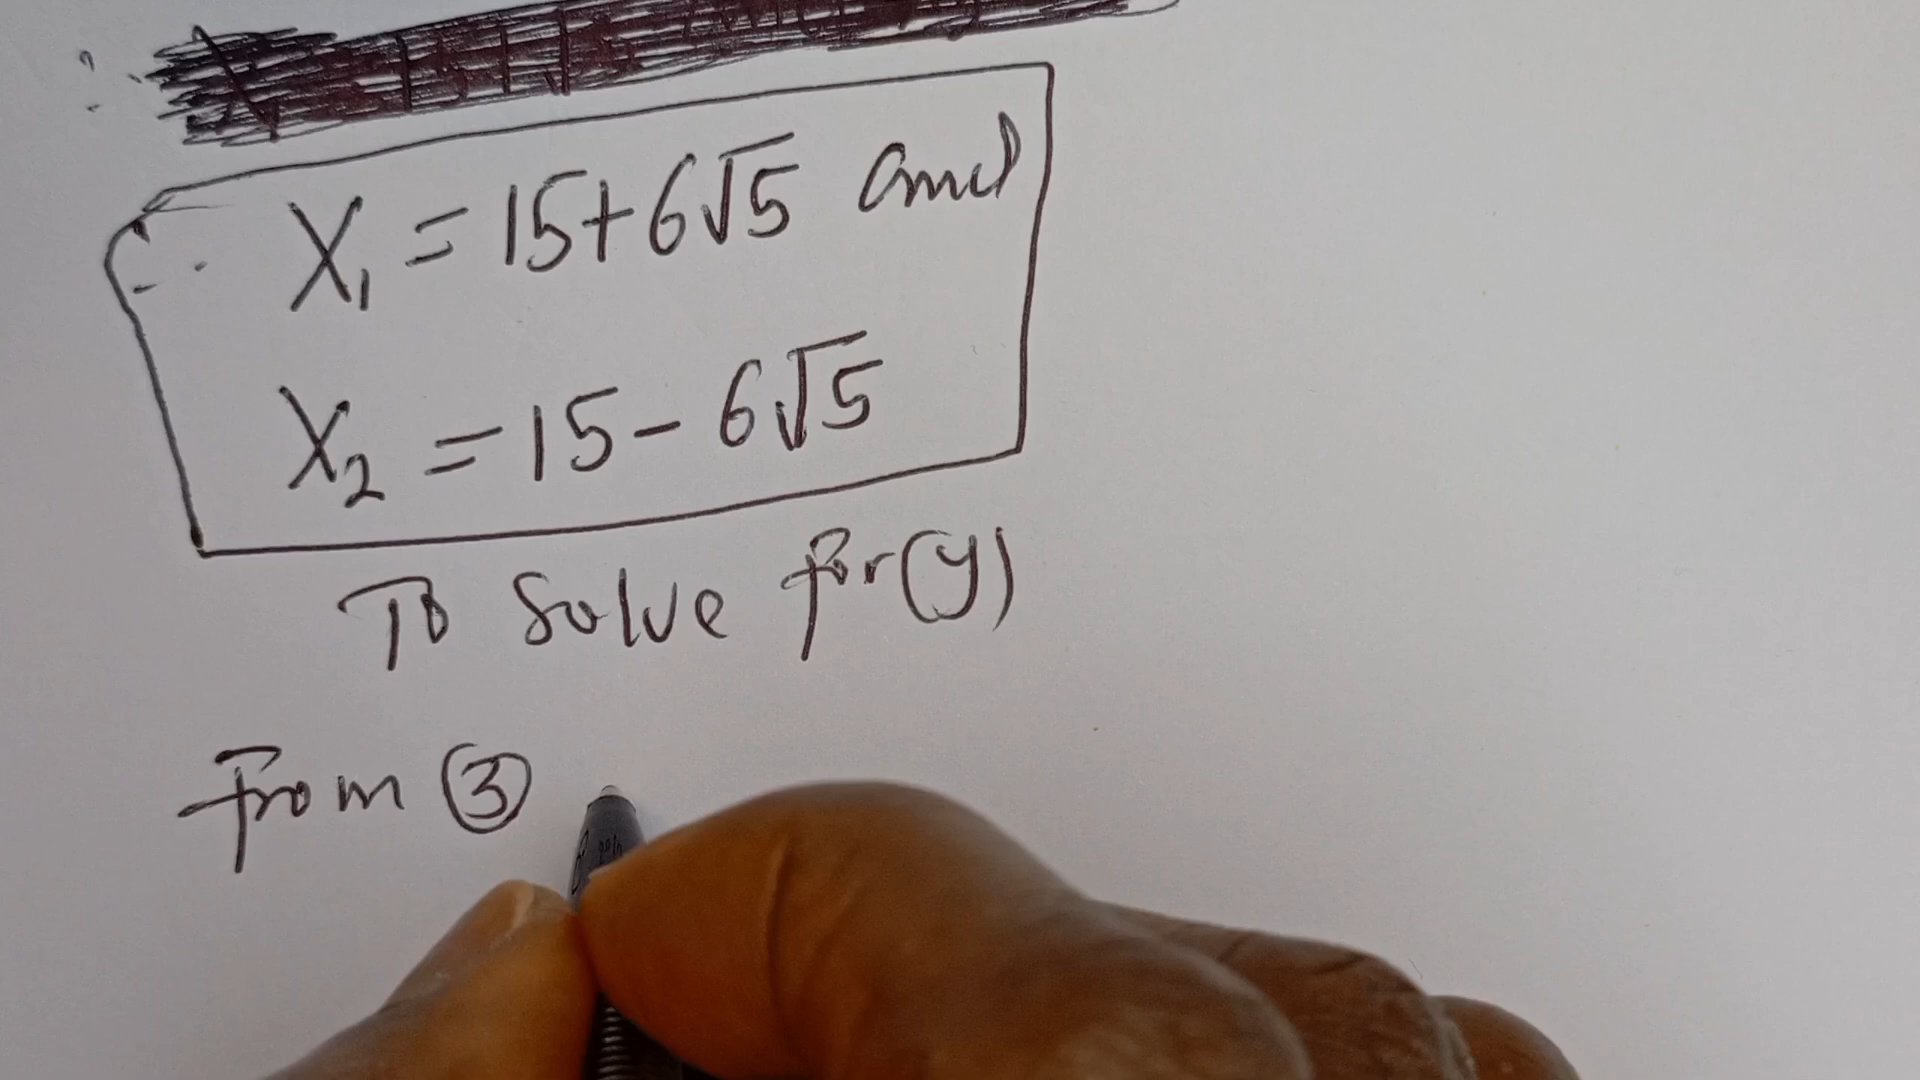 X₁ = 15+6√5 and
X₂ = 15-6√5
To Solve for(y)
From ③